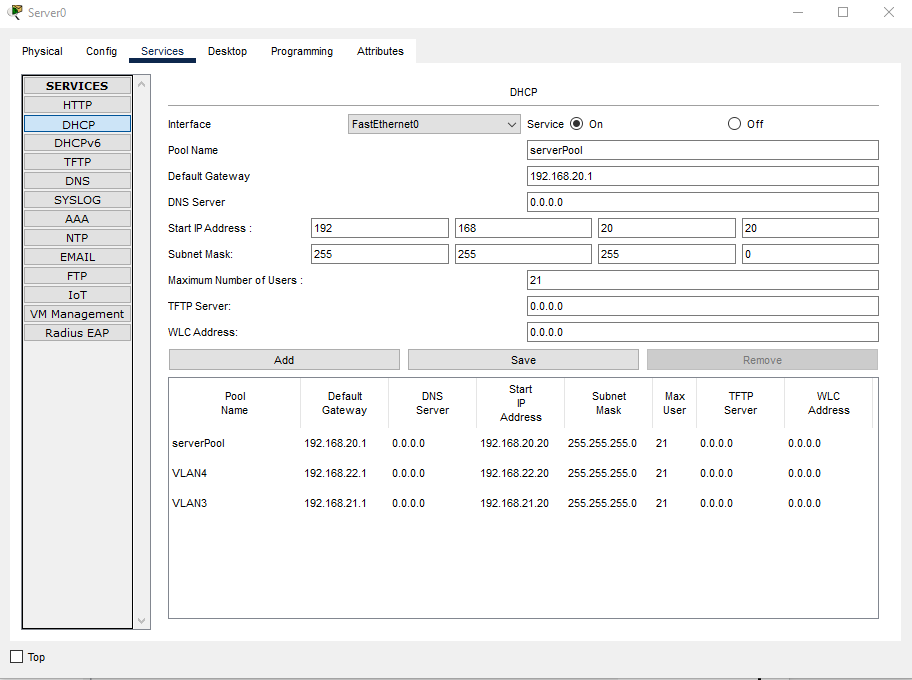 Server0
Physical Config Services Desktop Programming Attributes
SERVICES
HTTP
DHCP
DHCPv6
TFTP
DNS
SYSLOG
AAA
NTP
EMAIL
FTP
IoT
VM Management
Radius EAP
DHCP
Interface FastEthernet0 Service On Off
Pool Name serverPool
Default Gateway 192.168.20.1
DNS Server 0.0.0.0
Start IP Address : 192 168 20 20
Subnet Mask: 255 255 255 0
Maximum Number of Users : 21
TFTP Server: 0.0.0.0
WLC Address: 0.0.0.0
Add Save Remove
Pool Name Default Gateway DNS Server Start IP Address Subnet Mask Max User TFTP Server WLC Address
serverPool 192.168.20.1 0.0.0.0 192.168.20.20 255.255.255.0 21 0.0.0.0 0.0.0.0
VLAN4 192.168.22.1 0.0.0.0 192.168.22.20 255.255.255.0 21 0.0.0.0 0.0.0.0
VLAN3 192.168.21.1 0.0.0.0 192.168.21.20 255.255.255.0 21 0.0.0.0 0.0.0.0
Top